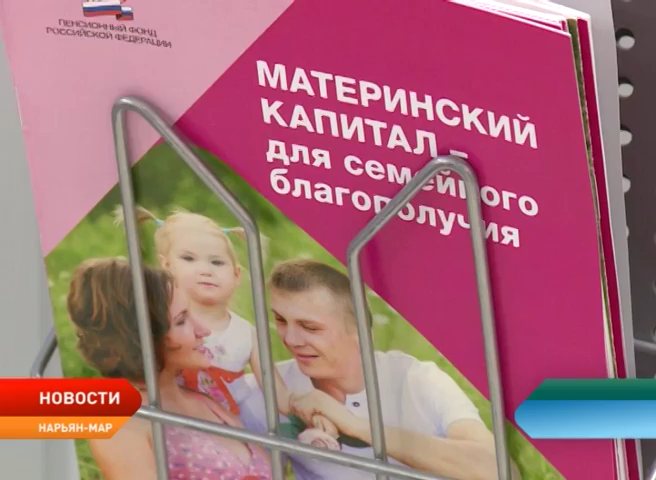 ПЕНСИОННЫЙ ФОНД
РОССИЙСКОЙ ФЕДЕРАЦИИ
МАТЕРИНСКИЙ
КАПИТАЛ -
для семейного
благополучия
НОВОСТИ
НАРЬЯН-МАР